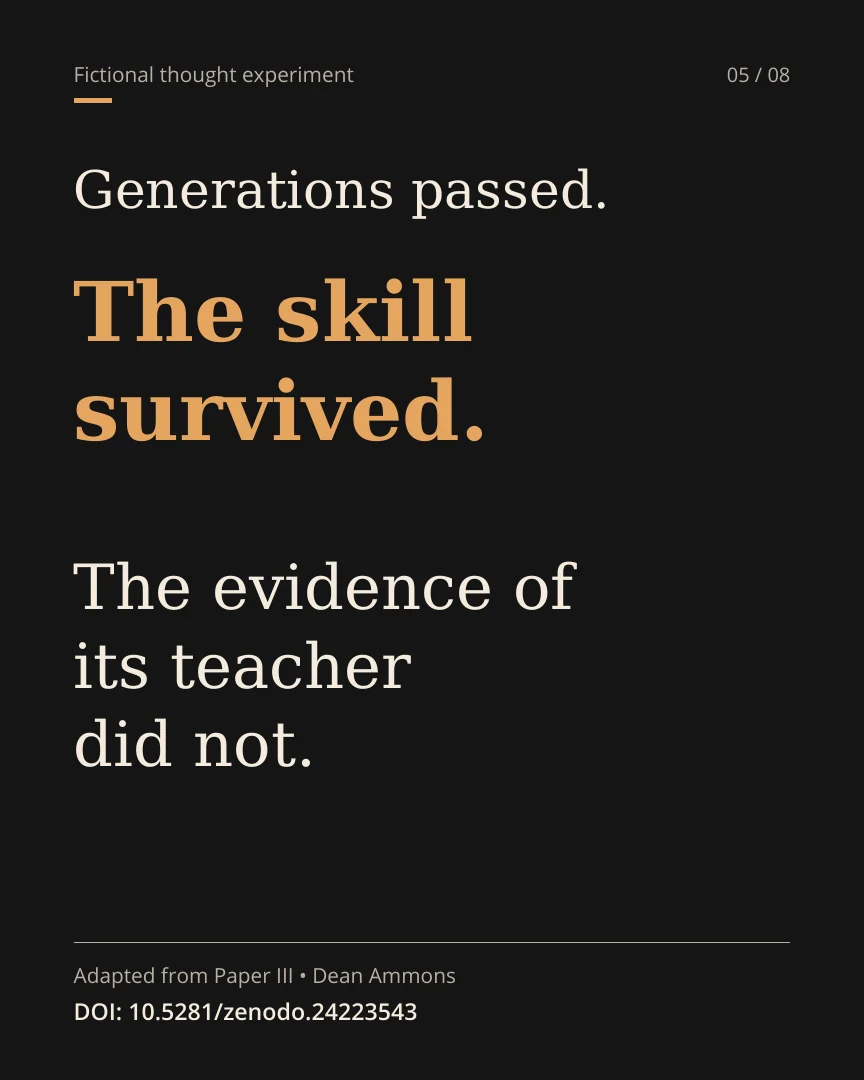 Fictional thought experiment
05 / 08
Generations passed.
The skill
survived.
The evidence of
its teacher
did not.
Adapted from Paper III • Dean Ammons
DOI: 10.5281/zenodo.24223543